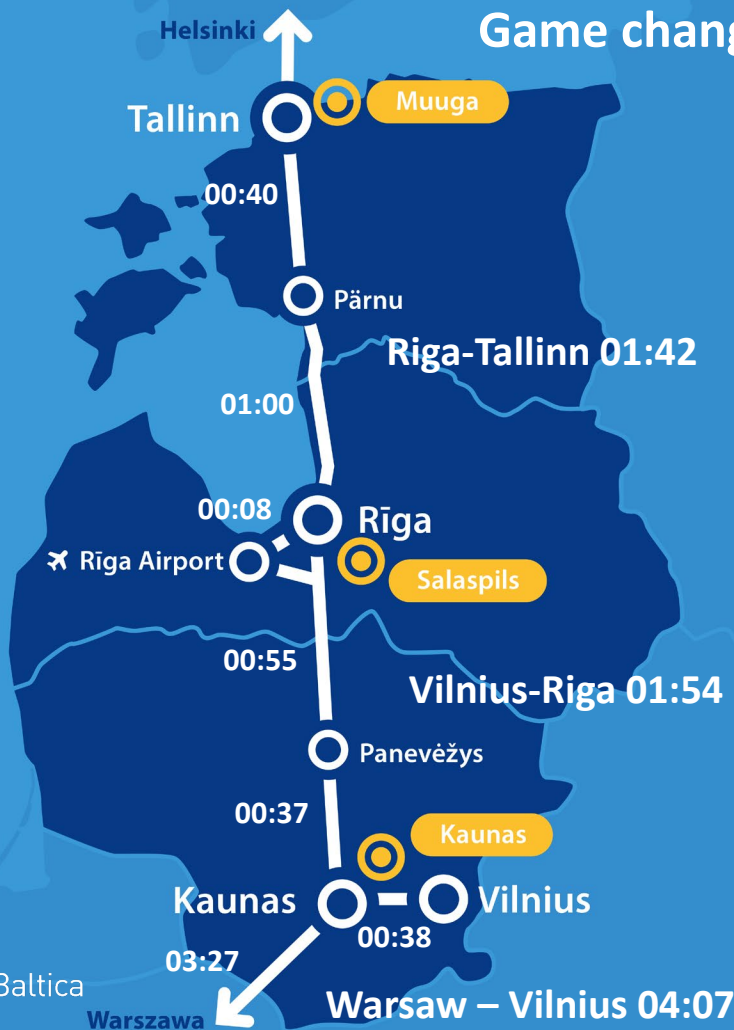 Helsinki
Game chang
Tallinn
Muuga
00:40
Pärnu
Riga-Tallinn 01:42
01:00
00:08
Rīga
Rīga Airport
Salaspils
00:55
Vilnius-Riga 01:54
Panevėžys
00:37
Kaunas
Kaunas
Vilnius
00:38
03:27
Baltica
Warszawa
Warsaw – Vilnius 04:07